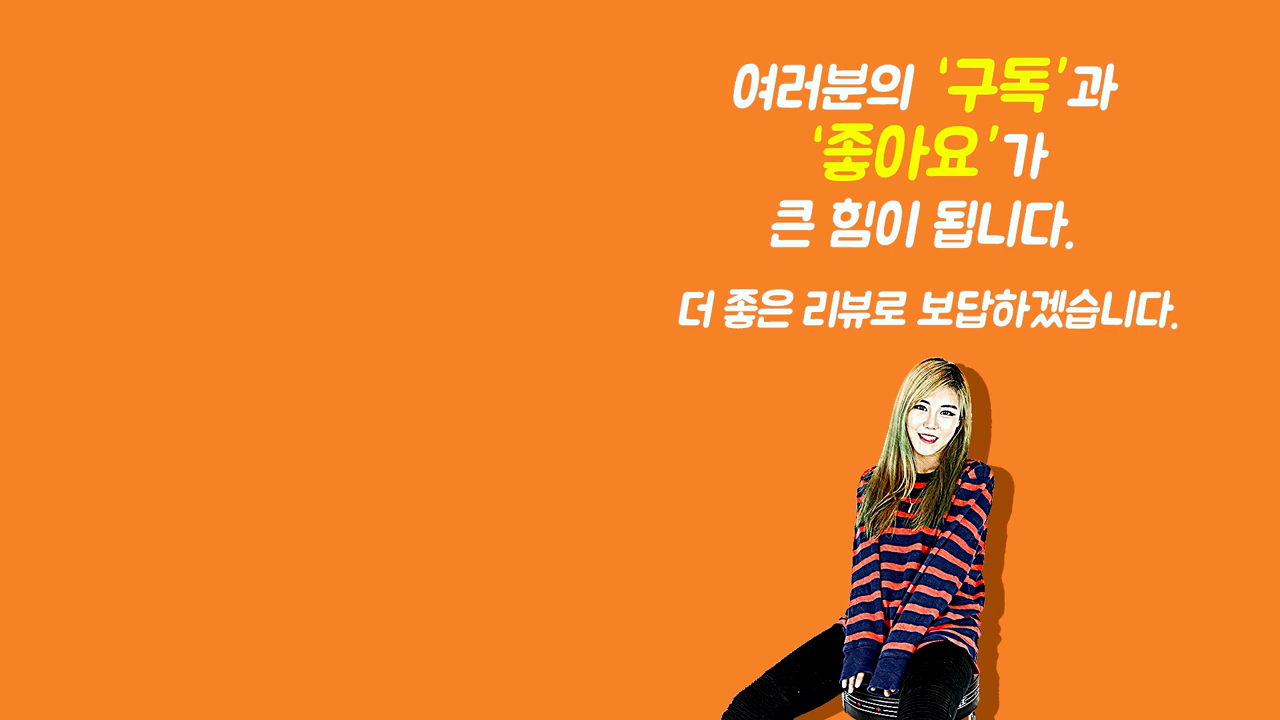 여러분의 '구독'과
'좋아요'가
큰 힘이 됩니다.
더 좋은 리뷰로 보답하겠습니다.